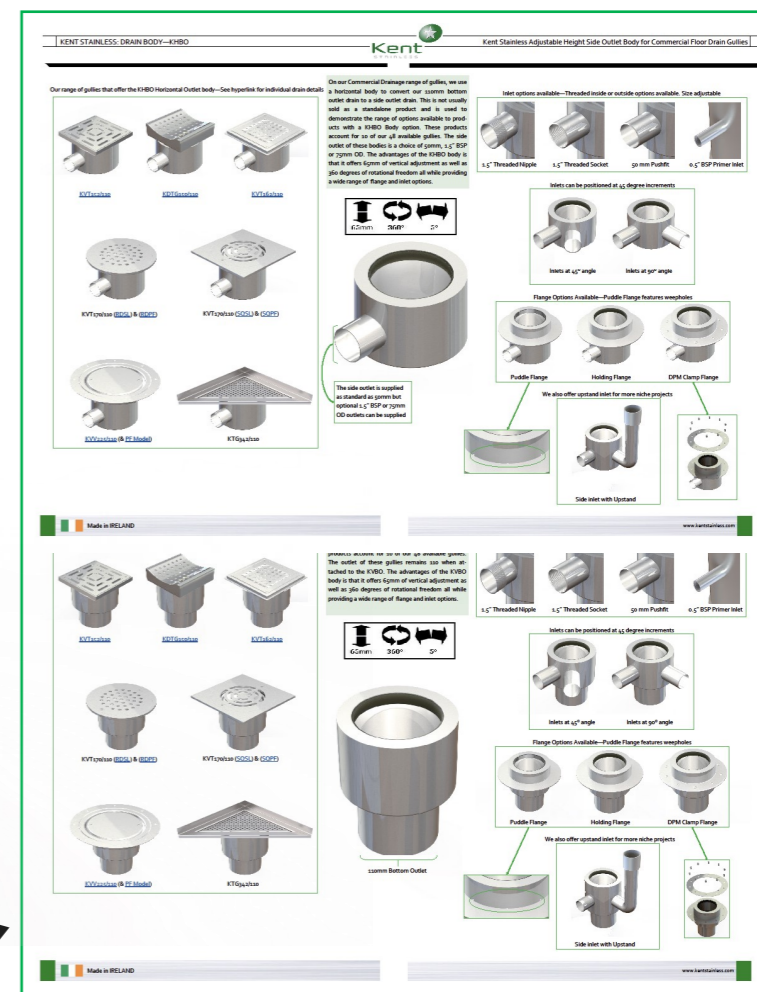 KENT STAINLESS: DRAIN BODY—KHBO
Kent
STAINLESS
Kent Stainless Adjustable Height Side Outlet Body for Commercial Floor Drain Gullies
Our range of gullies that offer the KHBO Horizontal Outlet body—See hyperlink for individual drain details
KVT152/110
KDTG200/110
KVT162/110
KVT170/110 (RDSL) & (RDPF)
KVT170/110 (SQSL) & (SQPF)
KVV225/110 (& PF Model)
KTG342/110
On our Commercial Drainage range of gullies, we use
a horizontal body to convert our 110mm bottom
outlet drain to a side outlet drain. This is not usually
sold as a standalone product and is used to
demonstrate the range of options available to prod-
ucts with a KHBO Body option. These products
account for 10 of our 48 available gullies. The side
outlet of these bodies is a choice of 50mm, 1.5" BSP
or 75mm OD. The advantages of the KHBO body is
that it offers 65mm of vertical adjustment as well as
360 degrees of rotational freedom all while providing
a wide range of flange and inlet options.
65mm 360° 5°
The side outlet is supplied
as standard as 50mm but
optional 1.5" BSP or 75mm
OD outlets can be supplied
Inlet options available—Threaded inside or outside options available. Size adjustable
1.5" Threaded Nipple
1.5" Threaded Socket
50 mm Pushfit
0.5" BSP Primer Inlet
Inlets can be positioned at 45 degree increments
Inlets at 45° angle
Inlets at 90° angle
Flange Options Available—Puddle Flange features weepholes
Puddle Flange
Holding Flange
DPM Clamp Flange
We also offer upstand inlet for more niche projects
Side inlet with Upstand
Made in IRELAND
www.kentstainless.com
products account for 10 of our 48 available gullies.
The outlet of these gullies remains 110 when at-
tached to the KVBO. The advantages of the KVBO
body is that it offers 65mm of vertical adjustment as
well as 360 degrees of rotational freedom all while
providing a wide range of flange and inlet options.
KVT152/110
KDTG200/110
KVT162/110
KVT170/110 (RDSL) & (RDPF)
KVT170/110 (SQSL) & (SQPF)
KVV225/110 (& PF Model)
KTG342/110
65mm 360° 5°
110mm Bottom Outlet
1.5" Threaded Nipple
1.5" Threaded Socket
50 mm Pushfit
0.5" BSP Primer Inlet
Inlets can be positioned at 45 degree increments
Inlets at 45° angle
Inlets at 90° angle
Flange Options Available—Puddle Flange features weepholes
Puddle Flange
Holding Flange
DPM Clamp Flange
We also offer upstand inlet for more niche projects
Side inlet with Upstand
Made in IRELAND
www.kentstainless.com